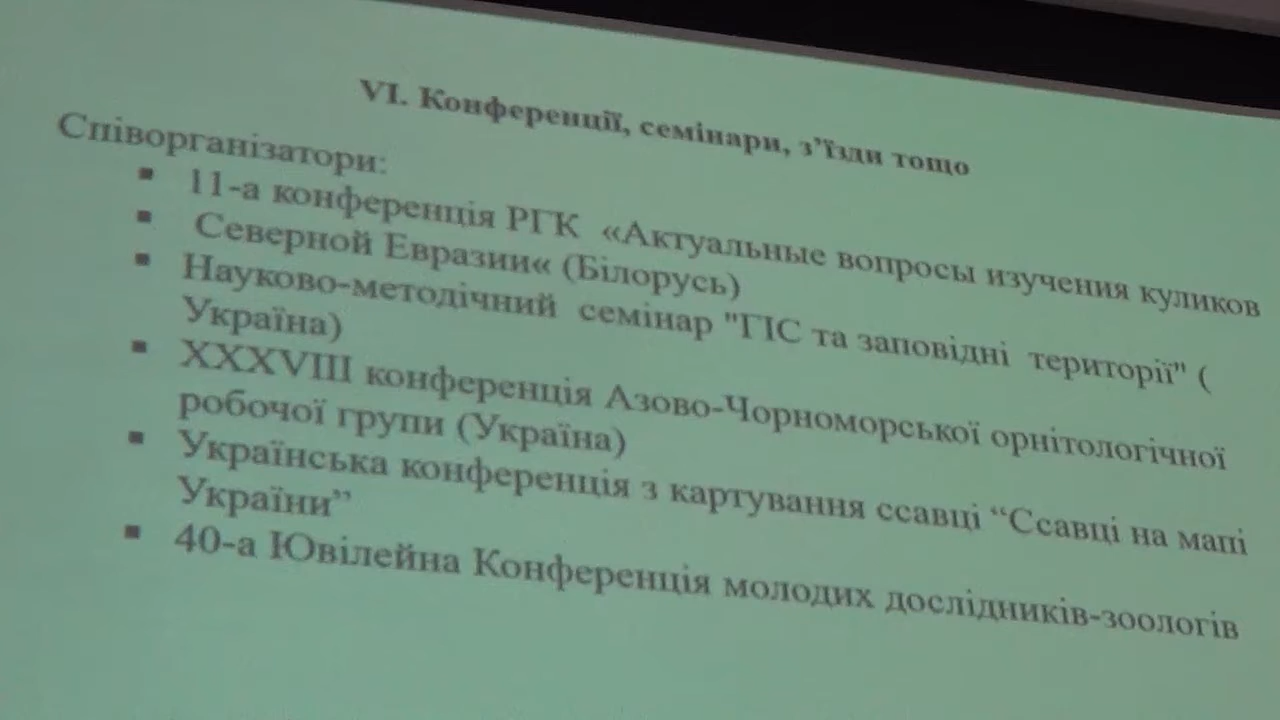 VI. Конференції, семінари, з’їзди тощо
Співорганізатори:
▪ 11-а конференція РГК «Актуальные вопросы изучения куликов
▪ Северной Евразии« (Білорусь)
▪ Науково-методічний семінар "ГІС та заповідні території" (
Україна)
▪ XXXVIII конференція Азово-Чорноморської орнітологічної
робочої групи (Україна)
▪ Українська конференція з картування ссавці “Ссавці на мапі
України”
▪ 40-а Ювілейна Конференція молодих дослідників-зоологів